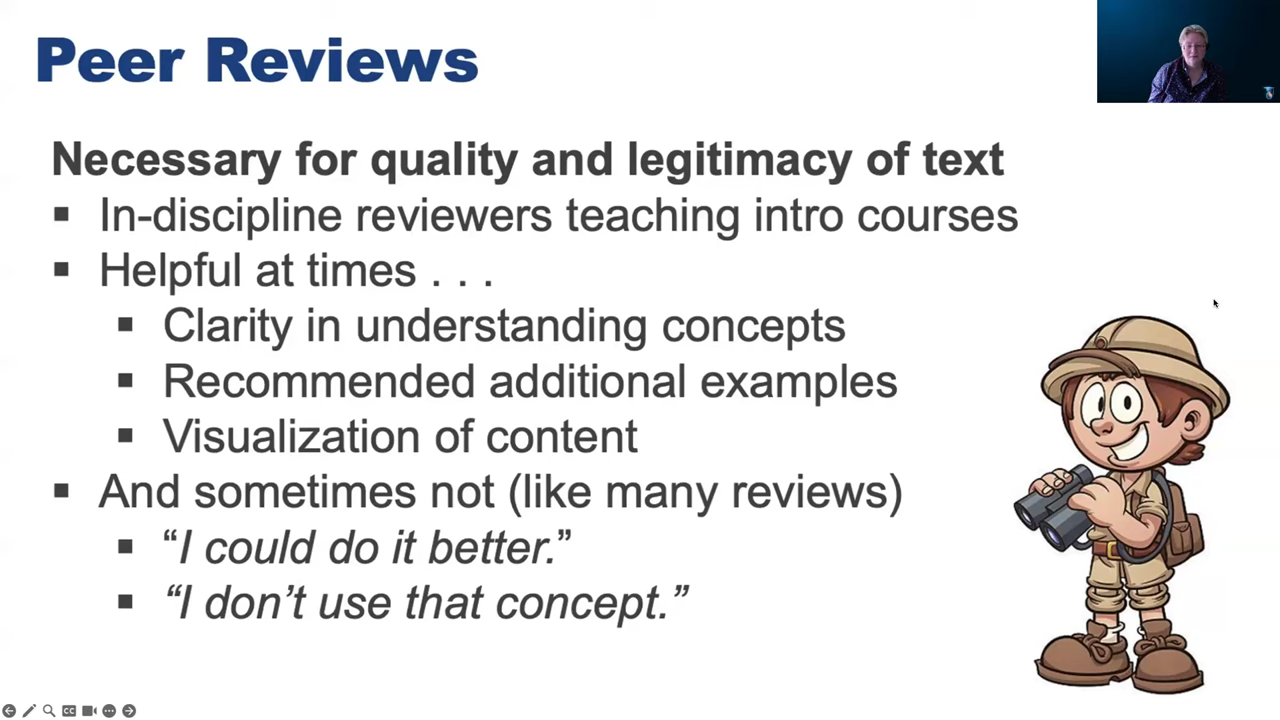 Peer Reviews
Necessary for quality and legitimacy of text
▪ In-discipline reviewers teaching intro courses
▪ Helpful at times . . .
▪ Clarity in understanding concepts
▪ Recommended additional examples
▪ Visualization of content
▪ And sometimes not (like many reviews)
▪ “I could do it better.”
▪ “I don’t use that concept.”
CC